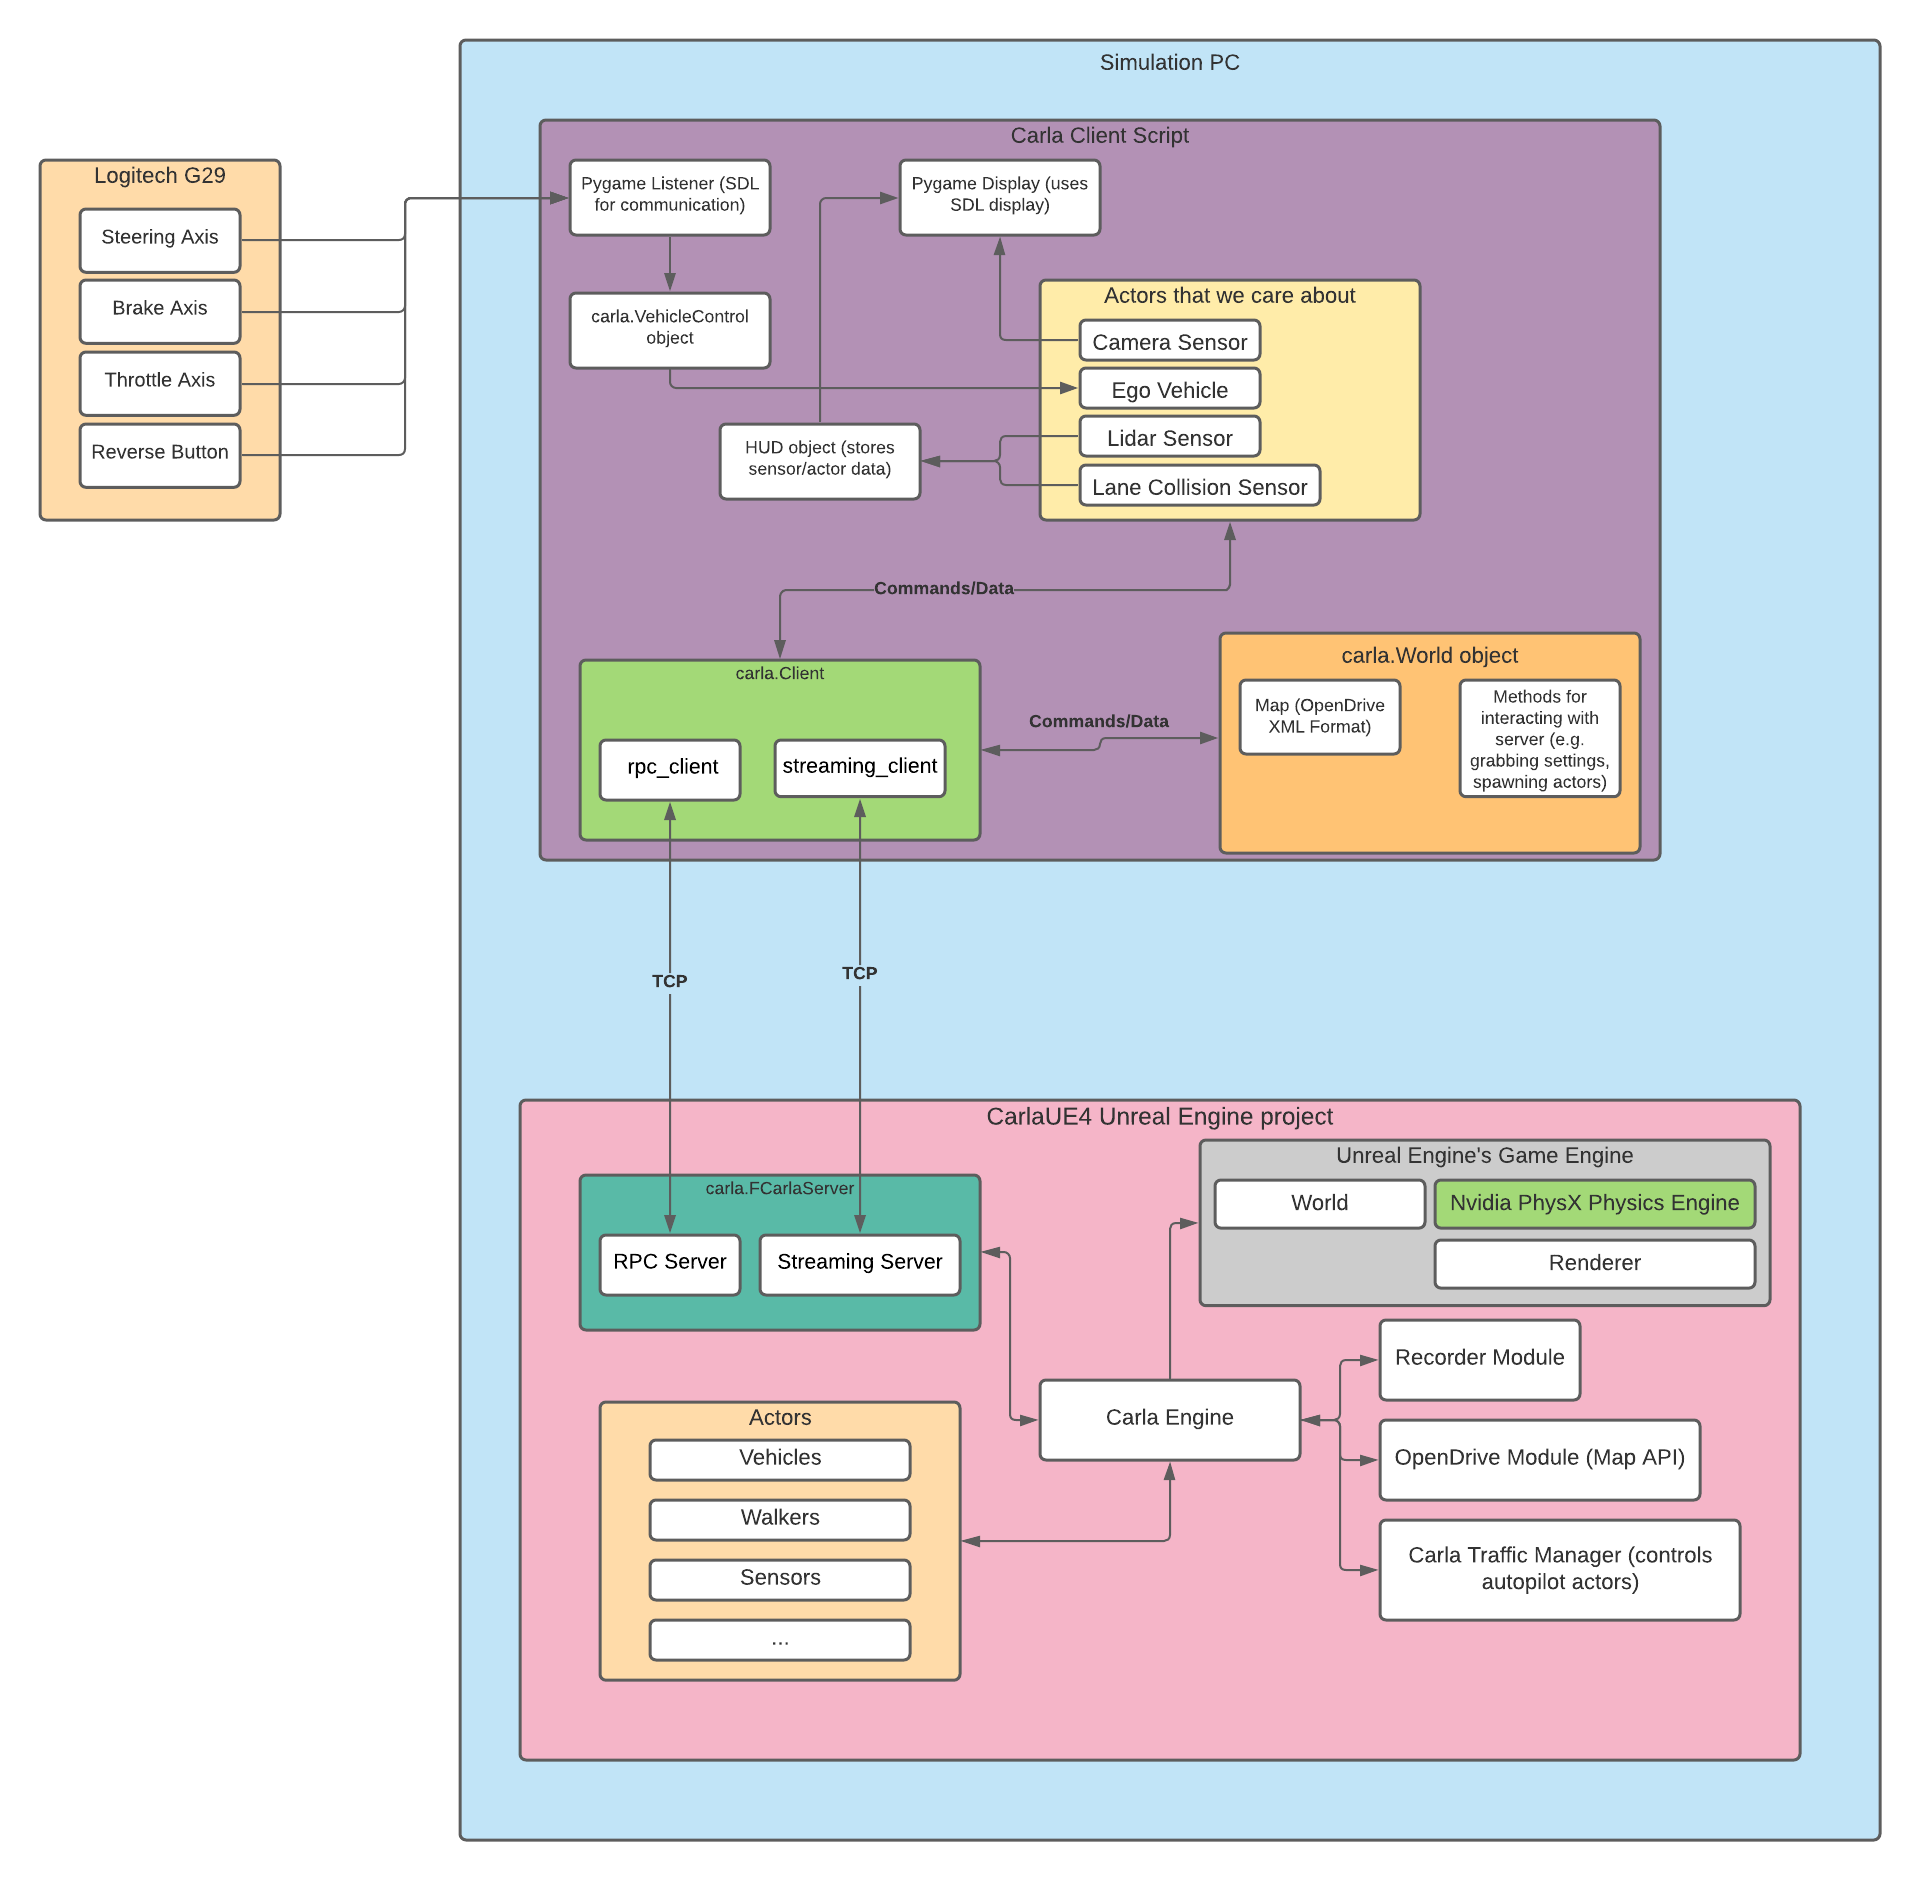 Simulation PC
Carla Client Script
Logitech G29
Steering Axis
Brake Axis
Throttle Axis
Reverse Button
Pygame Listener (SDL
for communication)
Pygame Display (uses
SDL display)
carla.VehicleControl
object
Actors that we care about
Camera Sensor
Ego Vehicle
Lidar Sensor
Lane Collision Sensor
HUD object (stores
sensor/actor data)
Commands/Data
carla.Client
rpc_client
streaming_client
Commands/Data
carla.World object
Map (OpenDrive
XML Format)
Methods for
interacting with
server (e.g.
grabbing settings,
spawning actors)
TCP
TCP
CarlaUE4 Unreal Engine project
carla.FCarlaServer
RPC Server
Streaming Server
Unreal Engine's Game Engine
World
Nvidia PhysX Physics Engine
Renderer
Carla Engine
Recorder Module
OpenDrive Module (Map API)
Carla Traffic Manager (controls
autopilot actors)
Actors
Vehicles
Walkers
Sensors
...